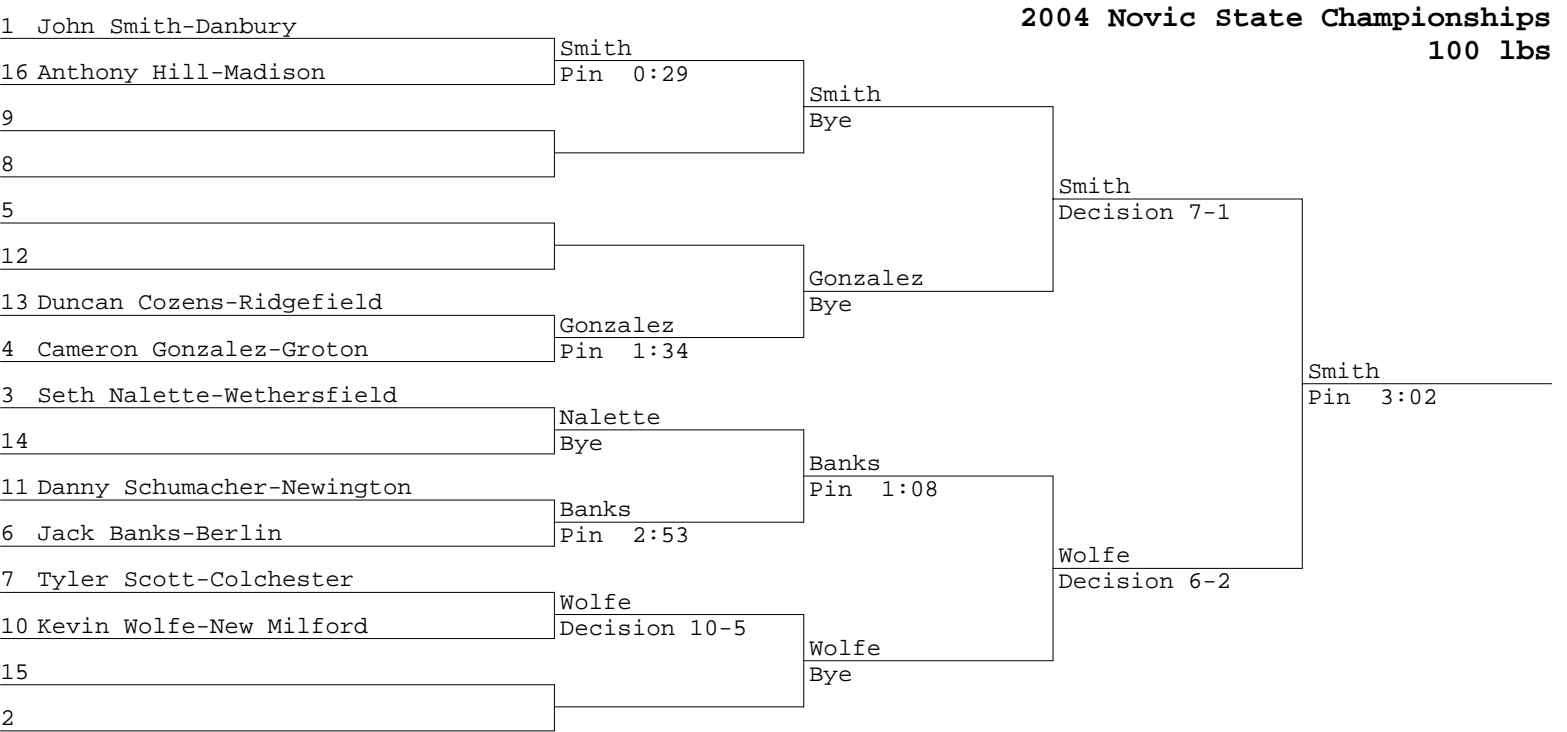 2004 Novic State Championships
100 lbs
1 John Smith-Danbury
16 Anthony Hill-Madison
9
8
5
12
13 Duncan Cozens-Ridgefield
4 Cameron Gonzalez-Groton
3 Seth Nalette-Wethersfield
14
11 Danny Schumacher-Newington
6 Jack Banks-Berlin
7 Tyler Scott-Colchester
10 Kevin Wolfe-New Milford
15
2
Smith
Pin 0:29
Gonzalez
Pin 1:34
Nalette
Bye
Banks
Pin 2:53
Wolfe
Decision 10-5
Smith
Bye
Gonzalez
Bye
Banks
Pin 1:08
Wolfe
Bye
Smith
Decision 7-1
Wolfe
Decision 6-2
Smith
Pin 3:02